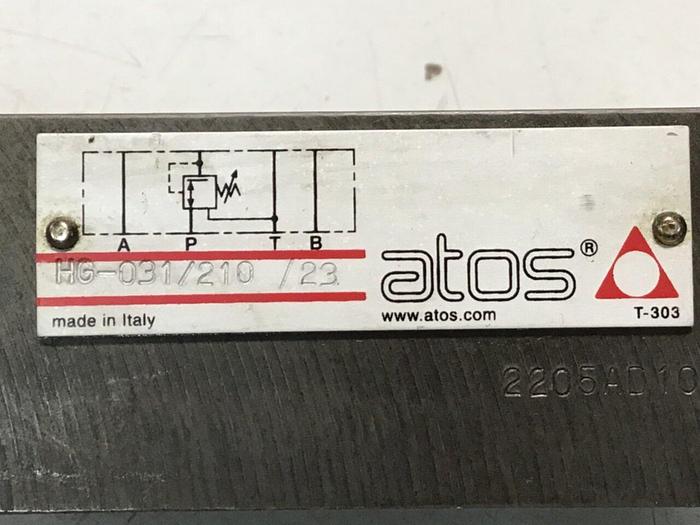 A P T B
HG-031/210 /23
atos®
made in Italy
www.atos.com
T-303
2205AD10